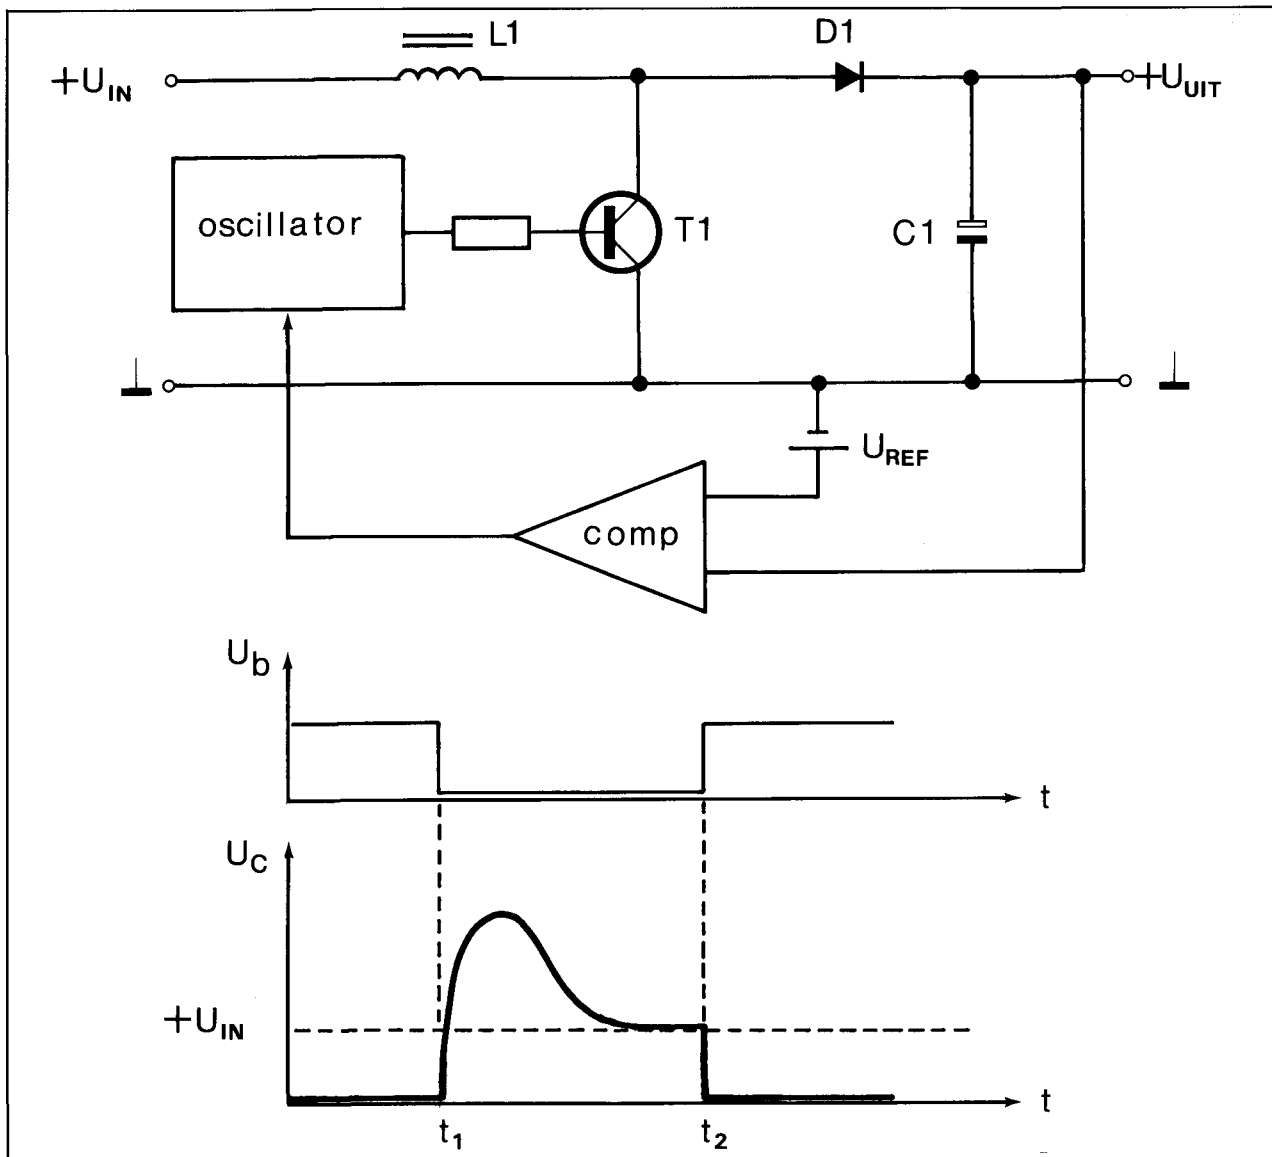 L1
D1
+U_IN
+U_UIT
oscillator
T1
C1
U_REF
comp
U_b
t
U_C
+U_IN
t
t_1
t_2